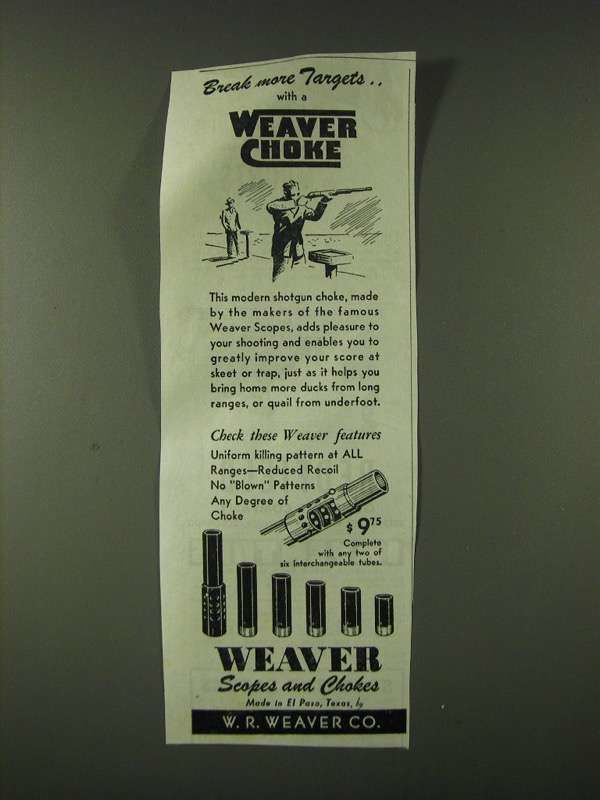 Break more Targets..
with a
WEAVER
CHOKE
This modern shotgun choke, made
by the makers of the famous
Weaver Scopes, adds pleasure to
your shooting and enables you to
greatly improve your score at
skeet or trap, just as it helps you
bring home more ducks from long
ranges, or quail from underfoot.
Check these Weaver features
Uniform killing pattern at ALL
Ranges—Reduced Recoil
No "Blown" Patterns
Any Degree of
Choke
$9.75
Complete
with any two of
six interchangeable tubes.
WEAVER
Scopes and Chokes
Made in El Paso, Texas, by
W. R. WEAVER CO.